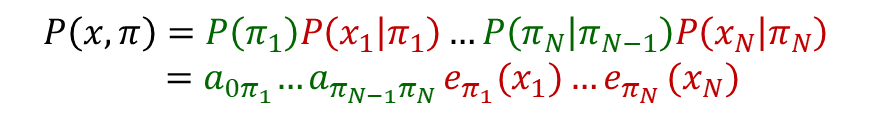 P(x, π) = P(π₁)P(x₁|π₁) … P(π_N|π_{N−1})P(x_N|π_N)
= a_{0π₁} … a_{π_{N−1}π_N} e_{π₁}(x₁) … e_{π_N} (x_N)